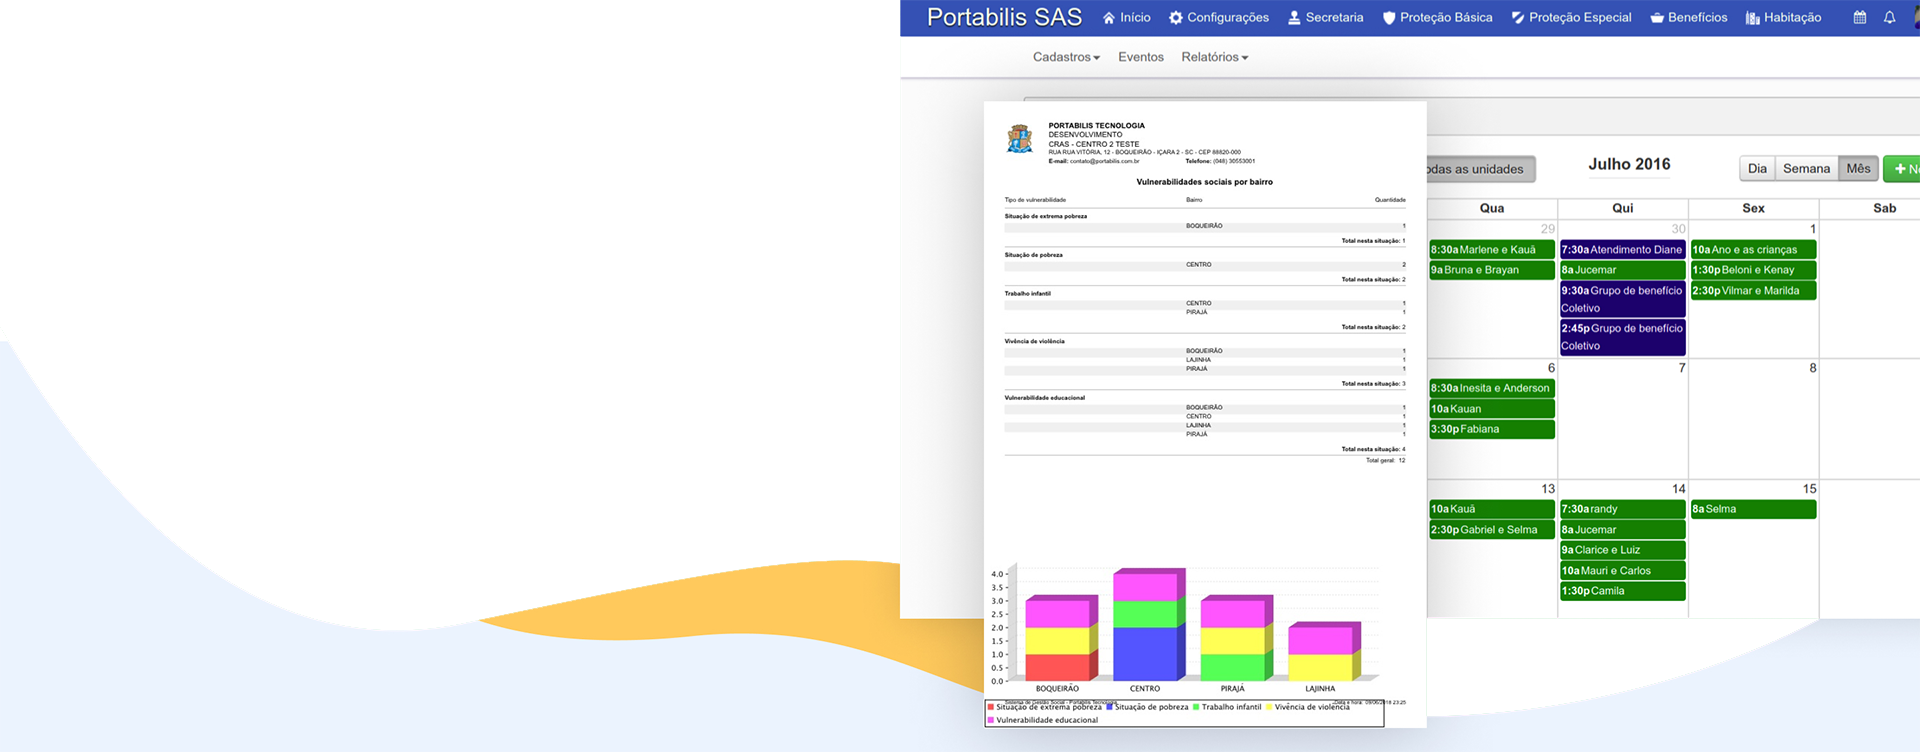 Portabilis SAS Início Configurações Secretaria Proteção Básica Proteção Especial Benefícios Habitação
Cadastros Eventos Relatórios
PORTABILIS TECNOLOGIA
DESENVOLVIMENTO
CRAS - CENTRO 2 TESTE
RUA RUA VITÓRIA, 12 - BOQUEIRÃO - IÇARA 2 - SC - CEP 88820-000
E-mail: contato@portabilis.com.br Telefone: (048) 30553001
Vulnerabilidades sociais por bairro
Tipo de vulnerabilidade Bairro Quantidade
Situação de extrema pobreza
BOQUEIRÃO 1
Total nesta situação: 1
Situação de pobreza
CENTRO 2
Total nesta situação: 2
Trabalho infantil
CENTRO 1
PIRAJÁ 1
Total nesta situação: 2
Vivência de violência
BOQUEIRÃO 1
LAJINHA 1
PIRAJÁ 1
Total nesta situação: 3
Vulnerabilidade educacional
BOQUEIRÃO 1
CENTRO 1
LAJINHA 1
PIRAJÁ 1
Total nesta situação: 4
Total geral: 12
4.0
3.5
3.0
2.5
2.0
1.5
1.0
0.5
0.0
BOQUEIRÃO CENTRO PIRAJÁ LAJINHA
Sistema de Gestão Social - Portabilis Tecnologia
Situação de extrema pobreza Situação de pobreza Trabalho infantil Vivência de violência
Vulnerabilidade educacional
odas as unidades Julho 2016 Dia Semana Mês
Qua Qui Sex Sab
29 30 1
8:30a Marlene e Kauã 7:30a Atendimento Diane 10a Ano e as crianças
9a Bruna e Brayan 8a Jucemar 1:30p Beloni e Kenay
9:30a Grupo de benefício 2:30p Vilmar e Marilda
Coletivo
2:45p Grupo de benefício
Coletivo
6 7 8
8:30a Inesita e Anderson
10a Kauan
3:30p Fabiana
13 14 15
10a Kauã 7:30a randy 8a Selma
2:30p Gabriel e Selma 8a Jucemar
9a Clarice e Luiz
10a Mauri e Carlos
1:30p Camila